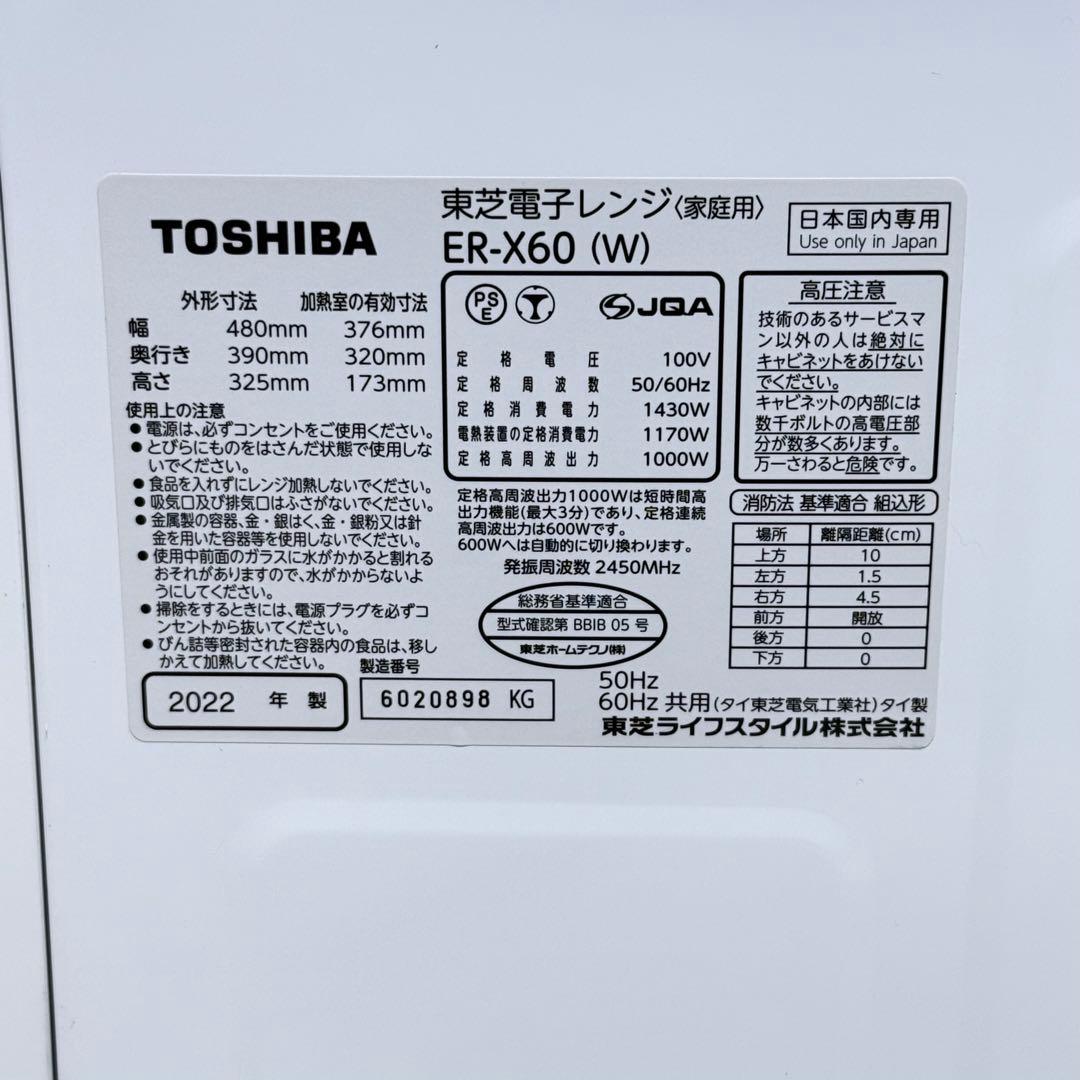 TOSHIBA
東芝電子レンジ〈家庭用〉
ER-X60 (W)
日本国内専用
Use only in Japan
外形寸法 加熱室の有効寸法
幅 480mm 376mm
奥行き 390mm 320mm
高さ 325mm 173mm
使用上の注意
●電源は、必ずコンセントをご使用ください。
●とびらにものをはさんだ状態で使用しな
いでください。
●食品を入れずにレンジ加熱しないでください。
●吸気口及び排気口はふさがないでください。
●金属製の容器、金・銀はく、金・銀粉又は針
金を用いた容器等を使用しないでください。
●使用中前面のガラスに水がかかると割れる
おそれがありますので、水がかからないよ
うにしてください。
●掃除をするときには、電源プラグを必ずコ
ンセントから抜いてください。
●びん詰等密封された容器内の食品は、移し
かえて加熱してください。
2022 年 製
製造番号
6020898 KG
PS
E
JQA
定格電圧 100V
定格周波数 50/60Hz
定格消費電力 1430W
電熱装置の定格消費電力 1170W
定格高周波出力 1000W
定格高周波出力1000Wは短時間高
出力機能(最大3分)であり、定格連続
高周波出力は600Wです。
600Wへは自動的に切り換わります。
発振周波数 2450MHz
総務省基準適合
型式確認第 BBIB 05 号
東芝ホームテクノ(株)
高圧注意
技術のあるサービスマ
ン以外の人は絶対に
キャビネットをあけない
でください。
キャビネットの内部には
数千ボルトの高電圧部
分が数多くあります。
万一さわると危険です。
消防法 基準適合 組込形
場所 離隔距離(cm)
上方 10
左方 1.5
右方 4.5
前方 開放
後方 0
下方 0
50Hz
60Hz 共用(タイ東芝電気工業社)タイ製
東芝ライフスタイル株式会社